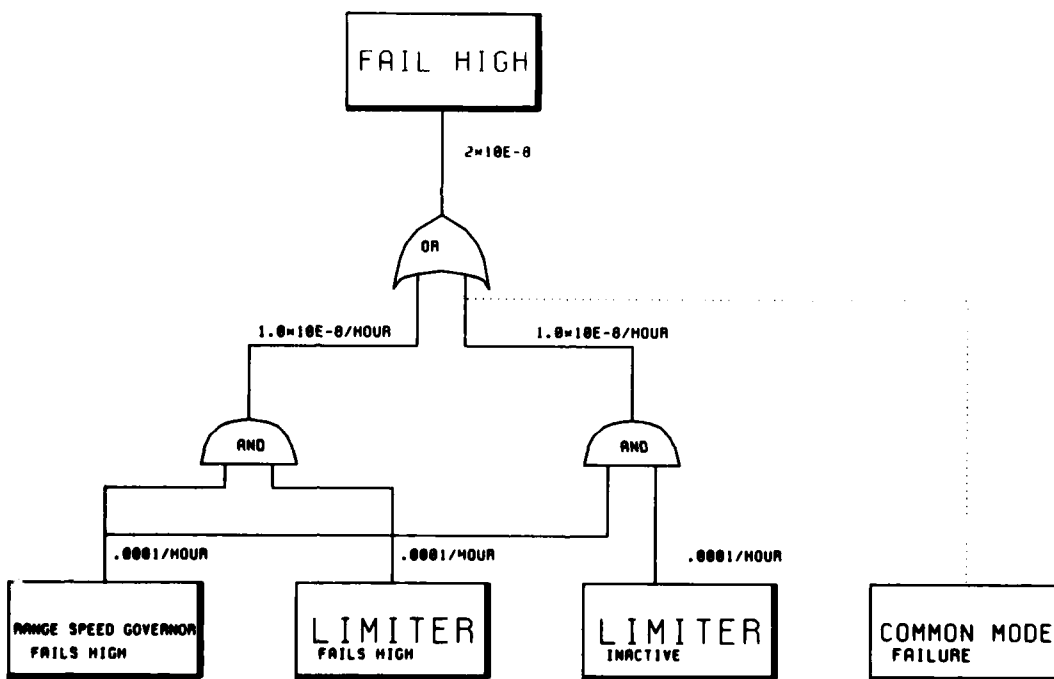 FAIL HIGH
2*10E-8
OR
1.0*10E-8/HOUR
1.0*10E-8/HOUR
AND
AND
.0001/HOUR
.0001/HOUR
.0001/HOUR
RANGE SPEED GOVERNOR
FAILS HIGH
LIMITER
FAILS HIGH
LIMITER
INACTIVE
COMMON MODE
FAILURE